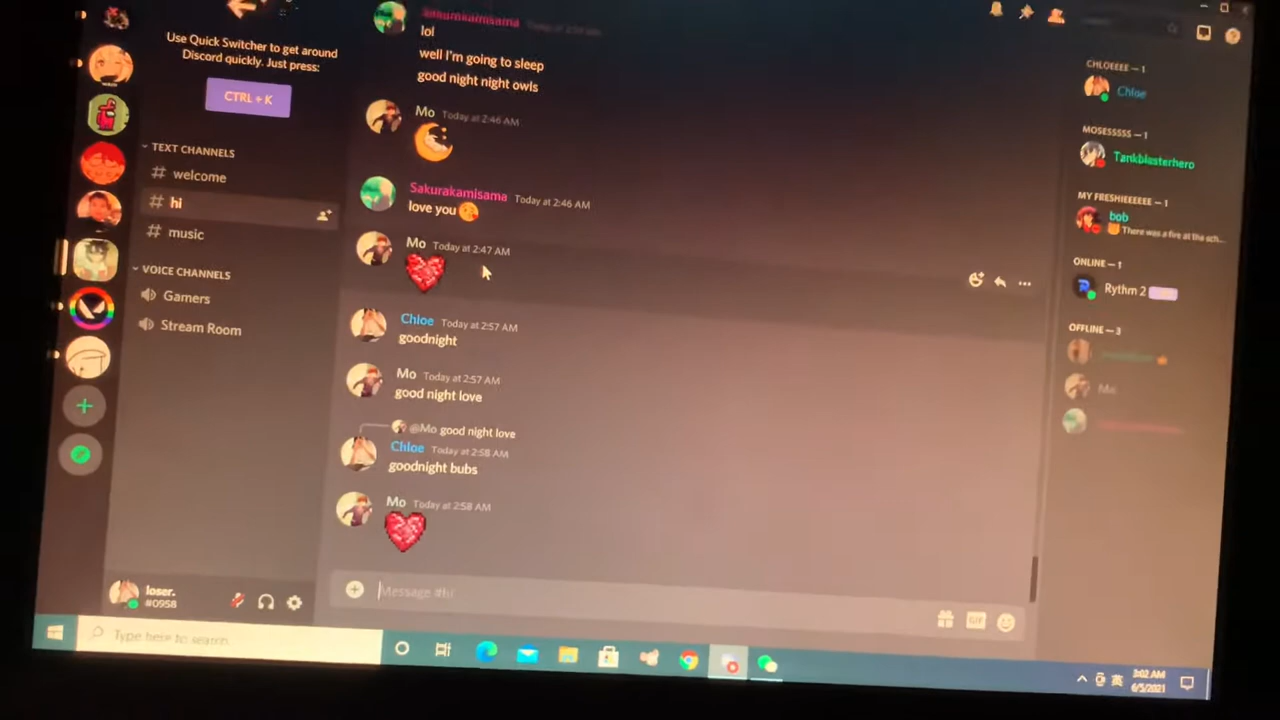 Use Quick Switcher to get around
Discord quickly. Just press:
CTRL + K
TEXT CHANNELS
# welcome
# hi
# music
VOICE CHANNELS
Gamers
Stream Room
loser.
#0958
Sakurakamisama
lol
well I'm going to sleep
good night night owls
Mo Today at 2:46 AM
Sakurakamisama Today at 2:46 AM
love you
Mo Today at 2:47 AM
Chloe Today at 2:57 AM
goodnight
Mo Today at 2:57 AM
good night love
@Mo good night love
Chloe Today at 2:58 AM
goodnight bubs
Mo Today at 2:58 AM
Message #hi
GIF
CHLOEEEE — 1
Chloe
MOSESSSSS — 1
Tankblasterhero
MY FRESHIEEEEEE — 1
bob
There was a fire at the sch...
ONLINE — 1
Rythm 2
OFFLINE — 3
Mo
Type here to search
英
3:02 AM
6/5/2021